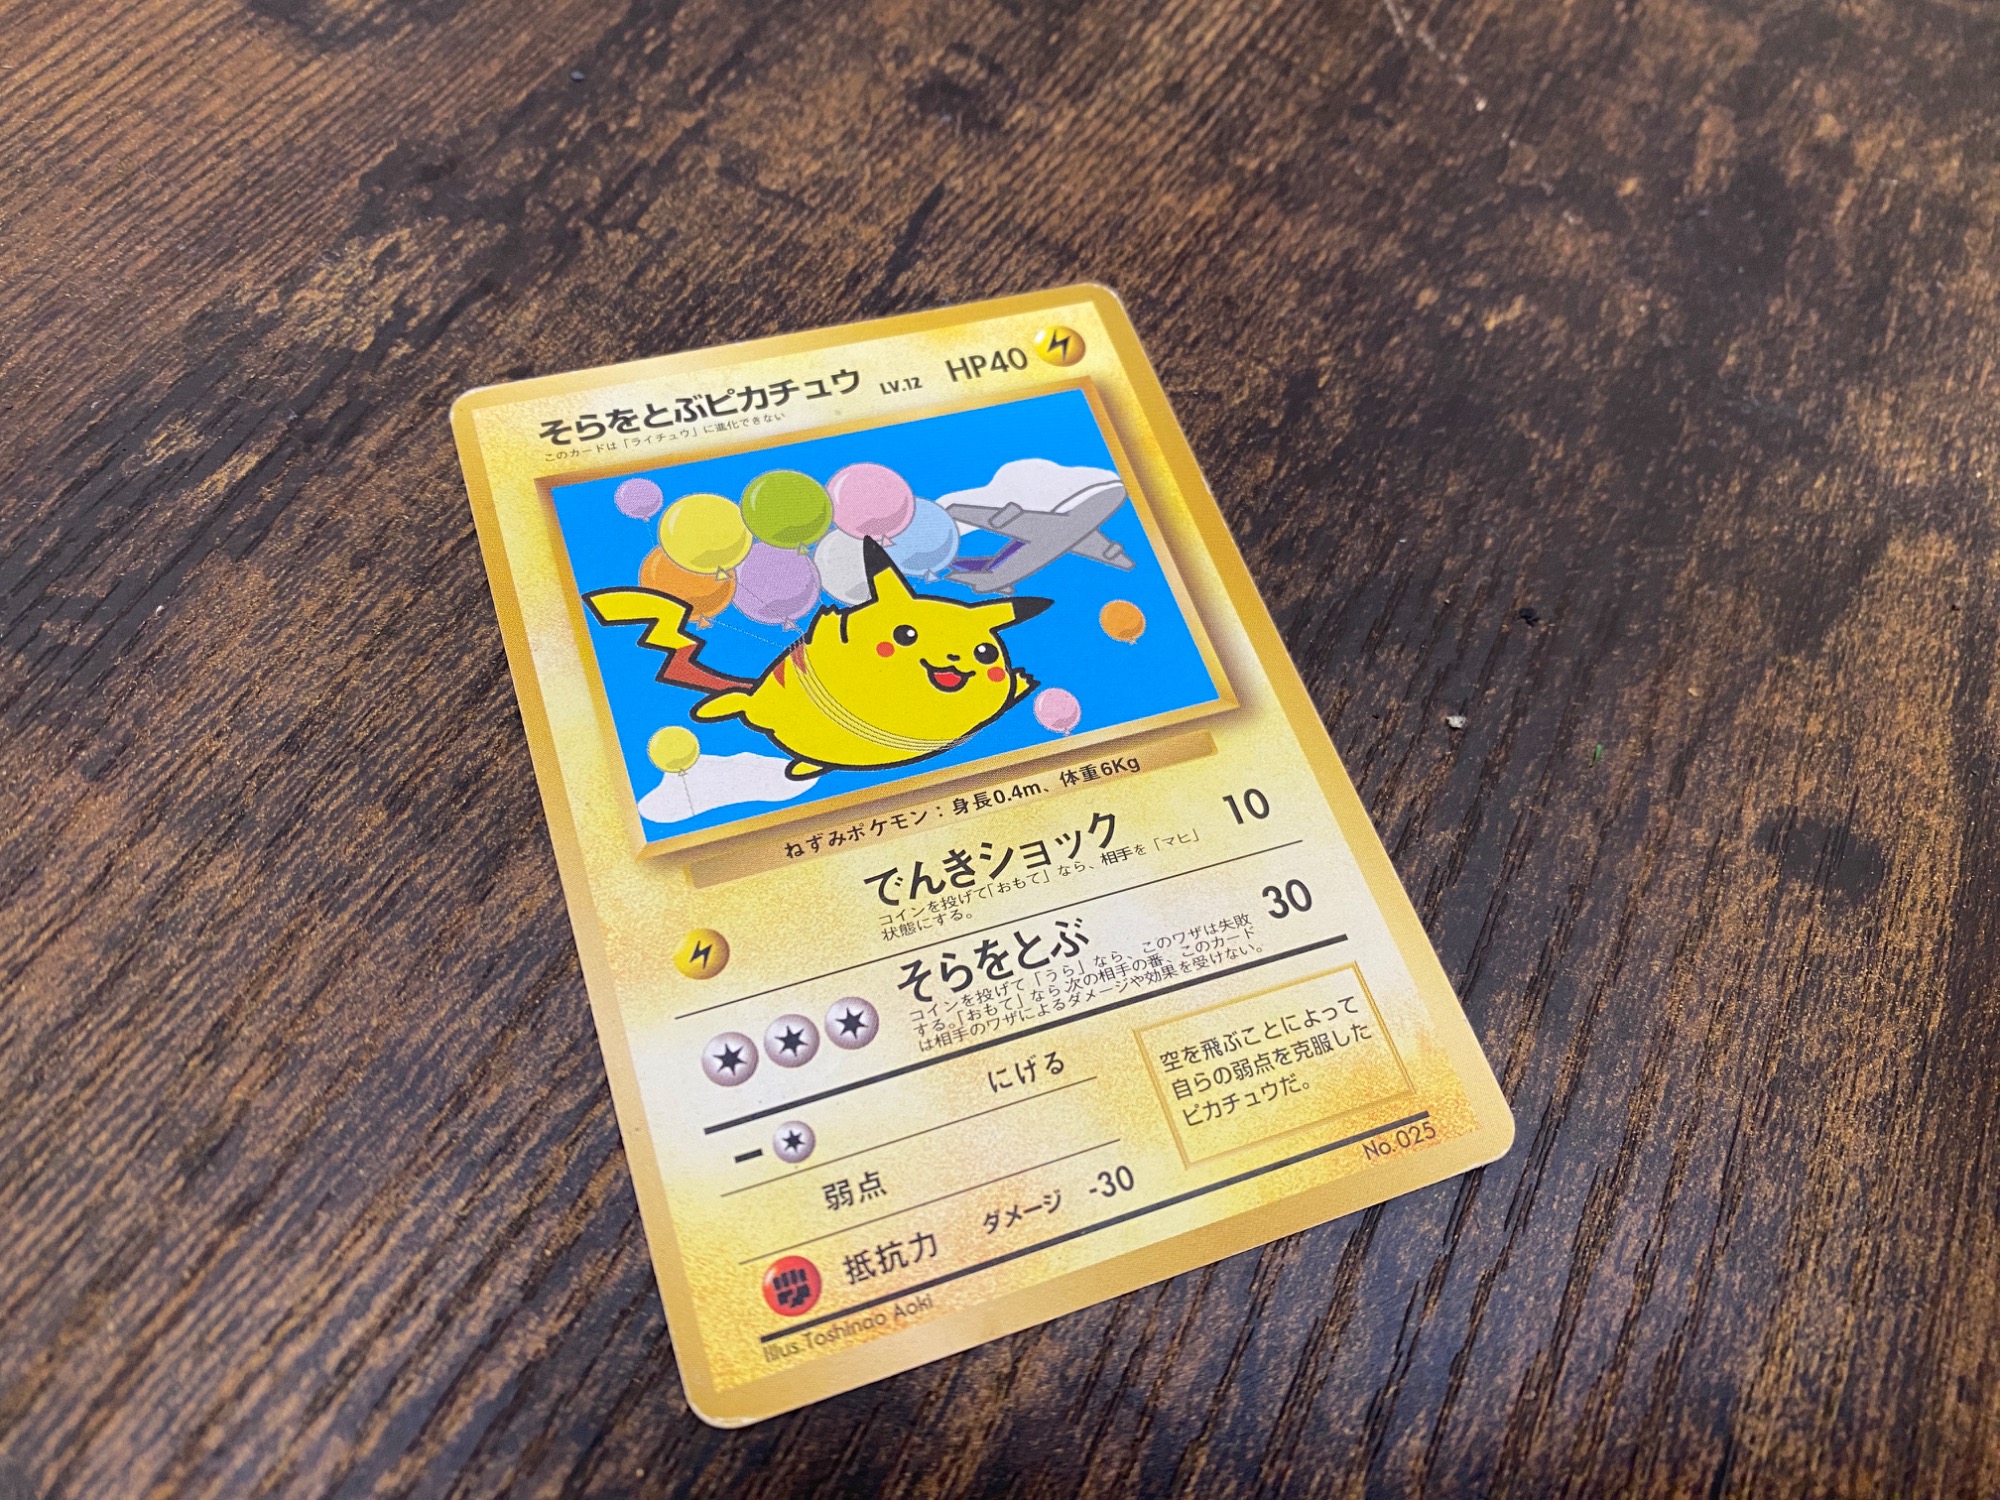 そらをとぶピカチュウ LV.12 HP40
このカードは「ライチュウ」に進化できない
ねずみポケモン：身長0.4m、体重6Kg
でんきショック 10
コインを投げて「おもて」なら、相手を「マヒ」
状態にする。
そらをとぶ 30
コインを投げて「うら」なら、このワザは失敗
する。「おもて」なら次の相手の番、このカード
は相手のワザによるダメージや効果を受けない。
にげる
弱点
抵抗力 ダメージ -30
空を飛ぶことによって
自らの弱点を克服した
ピカチュウだ。
Illus. Toshinao Aoki
No.025